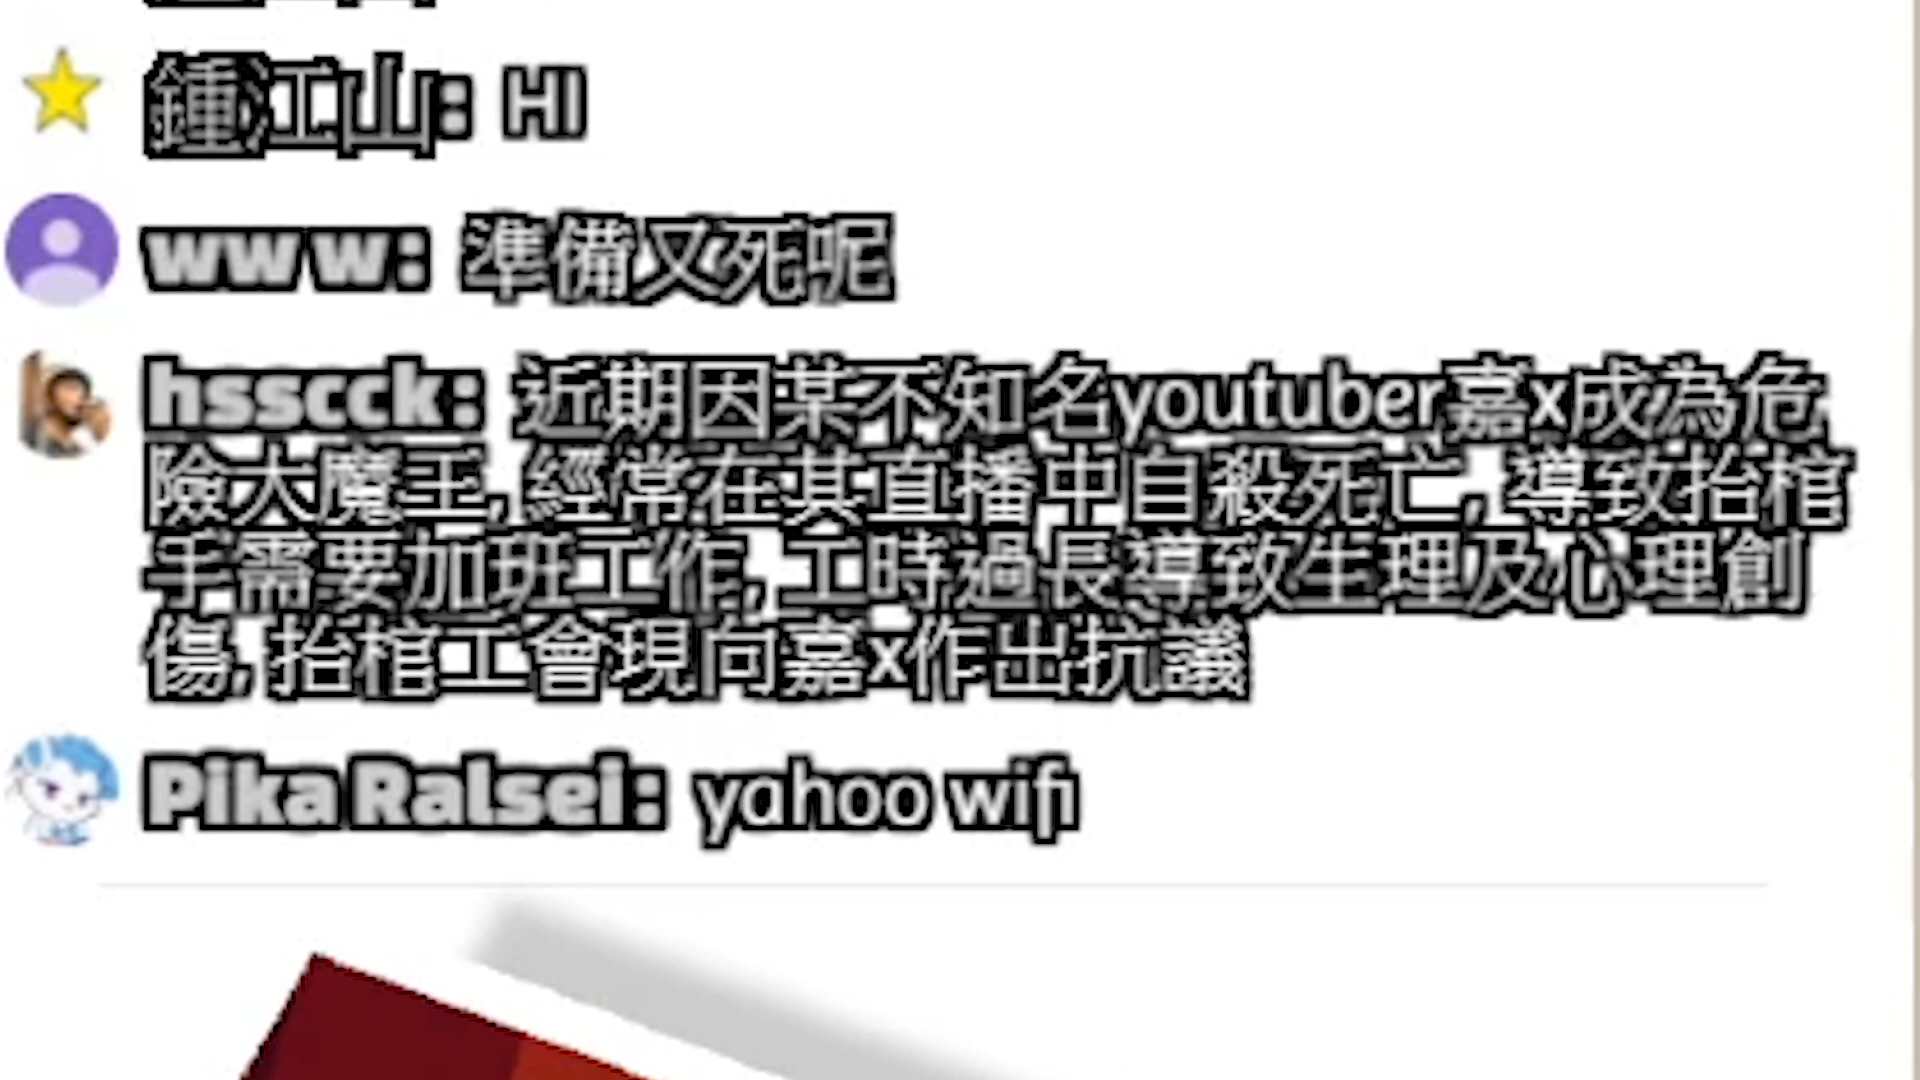 鍾江山: HI
www: 準備又死呢
hsscck: 近期因某不知名youtuber嘉x成為危
險大魔王, 經常在其直播中自殺死亡, 導致抬棺
手需要加班工作, 工時過長導致生理及心理創
傷, 抬棺工會現向嘉x作出抗議
Pika Ralsei: yahoo wifi